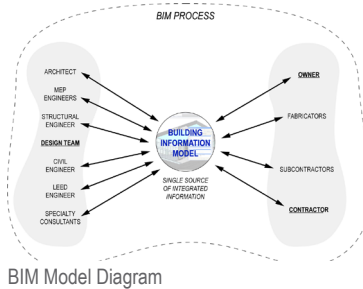 BIM PROCESS
ARCHITECT
MEP
ENGINEERS
STRUCTURAL
ENGINEER
DESIGN TEAM
CIVIL
ENGINEER
LEED
ENGINEER
SPECIALTY
CONSULTANTS
BUILDING
INFORMATION
MODEL
SINGLE SOURCE
OF INTEGRATED
INFORMATION
OWNER
FABRICATORS
SUBCONTRACTORS
CONTRACTOR
BIM Model Diagram